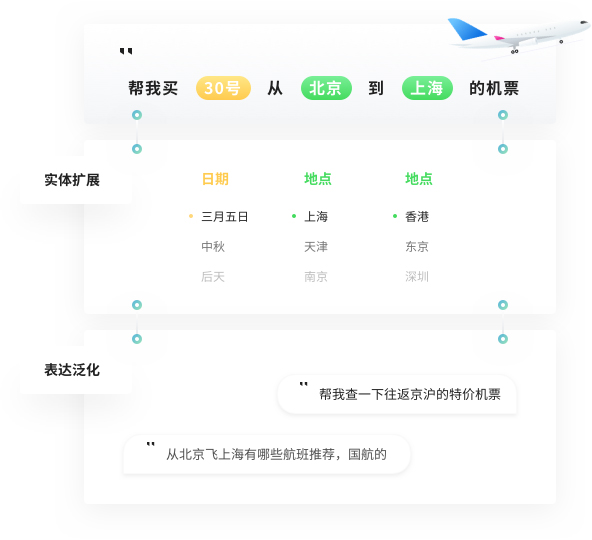 "
帮我买 30号 从 北京 到 上海 的机票
实体扩展
日期 地点 地点
三月五日 上海 香港
中秋 天津 东京
后天 南京 深圳
表达泛化
" 帮我查一下往返京沪的特价机票
" 从北京飞上海有哪些航班推荐，国航的